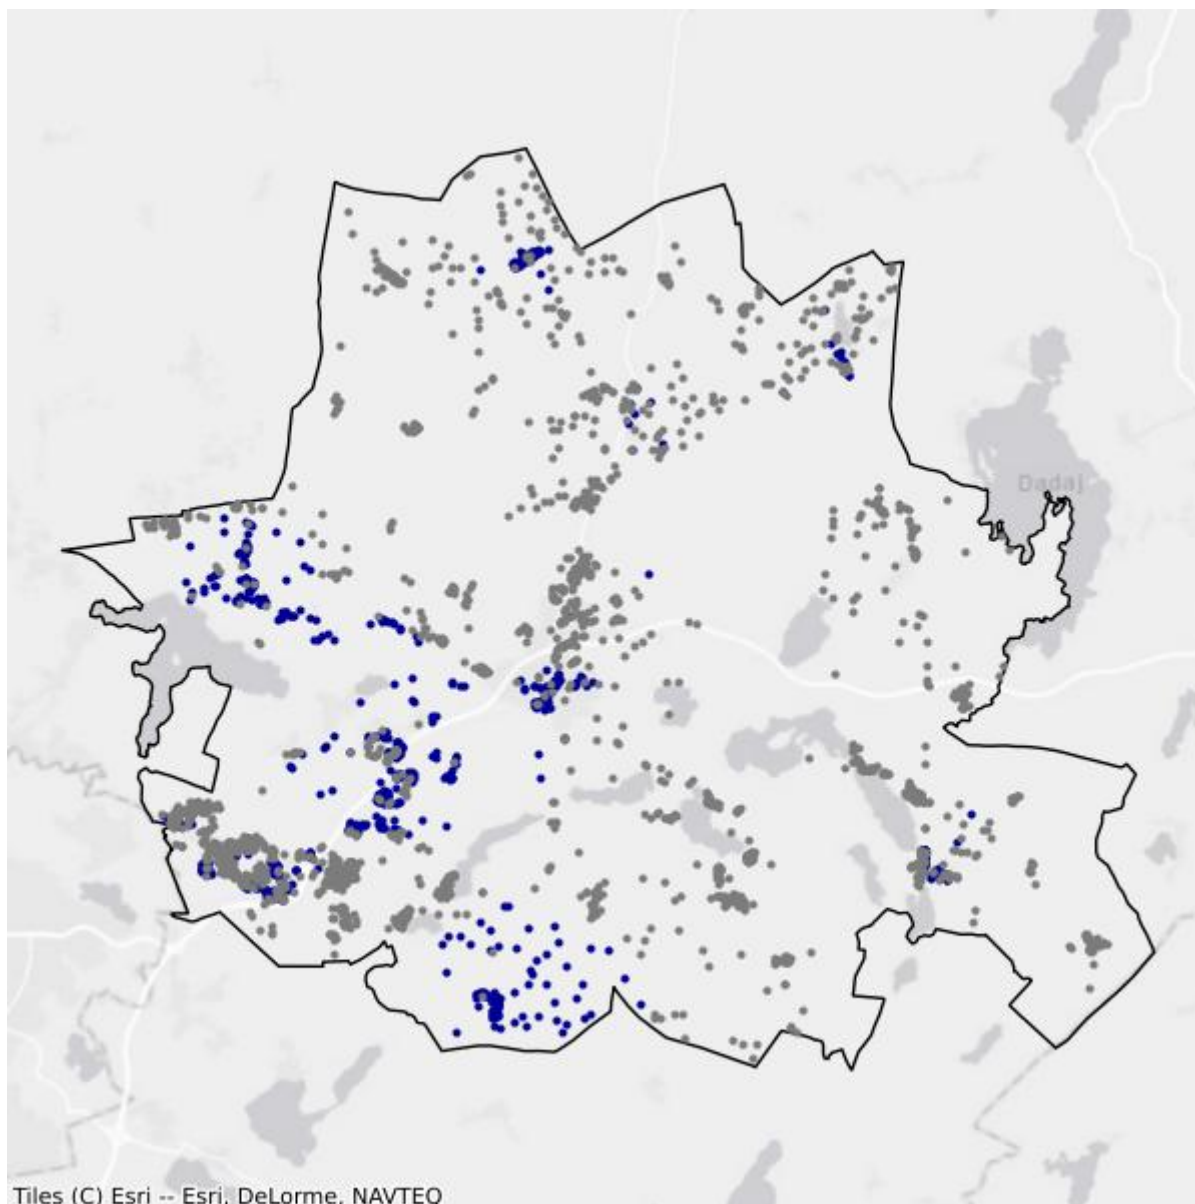 Dadaj
Tiles (C) Esri -- Esri, DeLorme, NAVTEQ